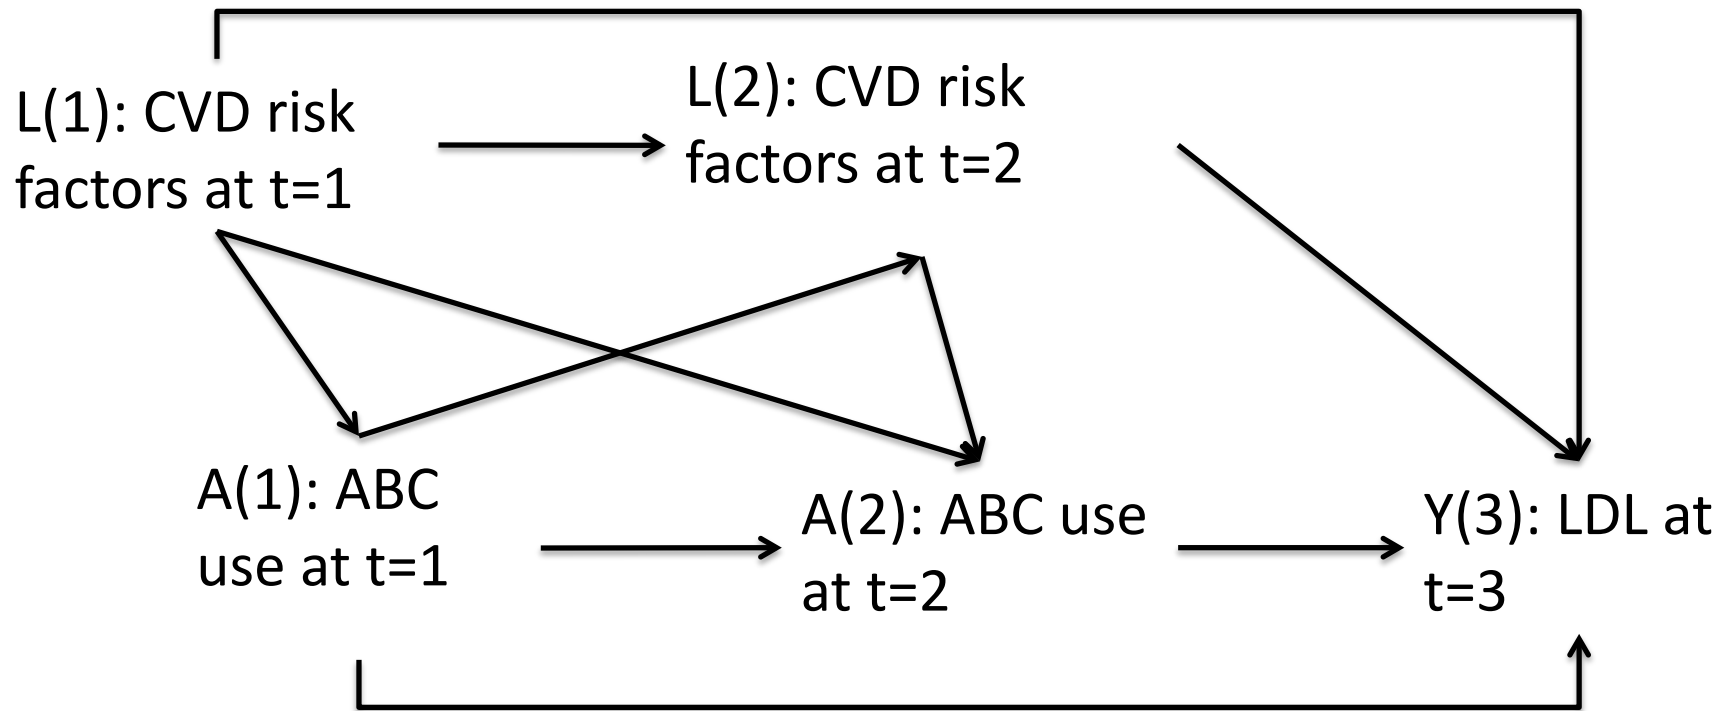 L(1): CVD risk
factors at t=1
L(2): CVD risk
factors at t=2
A(1): ABC
use at t=1
A(2): ABC use
at t=2
Y(3): LDL at
t=3